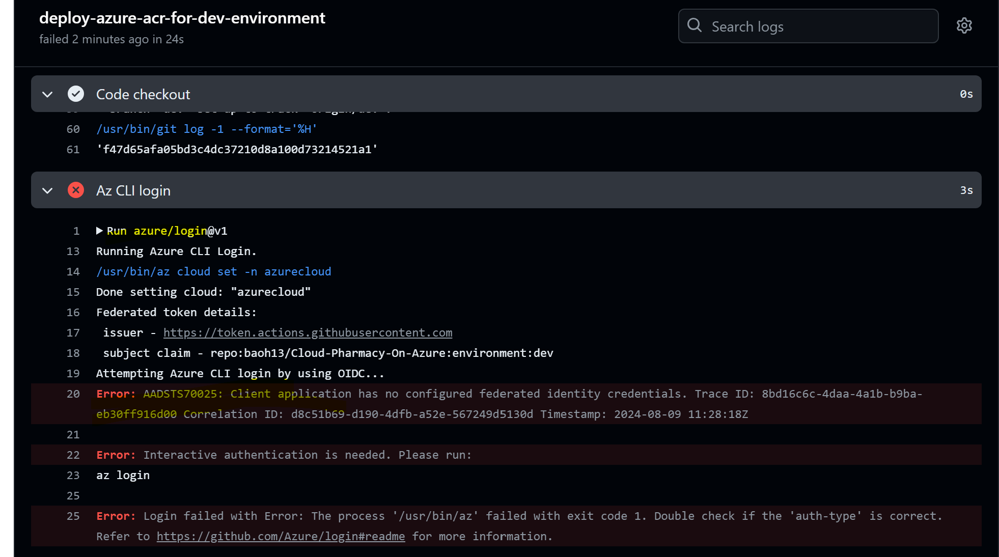 deploy-azure-acr-for-dev-environment
failed 2 minutes ago in 24s
Search logs
Code checkout
0s
60 /usr/bin/git log -1 --format='%H'
61 'f47d65afa05bd3c4dc37210d8a100d73214521a1'
Az CLI login
3s
1 Run azure/login@v1
13 Running Azure CLI Login.
14 /usr/bin/az cloud set -n azurecloud
15 Done setting cloud: "azurecloud"
16 Federated token details:
17 issuer - https://token.actions.githubusercontent.com
18 subject claim - repo:baoh13/Cloud-Pharmacy-On-Azure:environment:dev
19 Attempting Azure CLI login by using OIDC...
20 Error: AADSTS70025: Client application has no configured federated identity credentials. Trace ID: 8bd16c6c-4daa-4a1b-b9ba-
eb30ff916d00 Correlation ID: d8c51b69-d190-4dfb-a52e-567249d5130d Timestamp: 2024-08-09 11:28:18Z
21
22 Error: Interactive authentication is needed. Please run:
23 az login
25
25 Error: Login failed with Error: The process '/usr/bin/az' failed with exit code 1. Double check if the 'auth-type' is correct.
Refer to https://github.com/Azure/login#readme for more information.